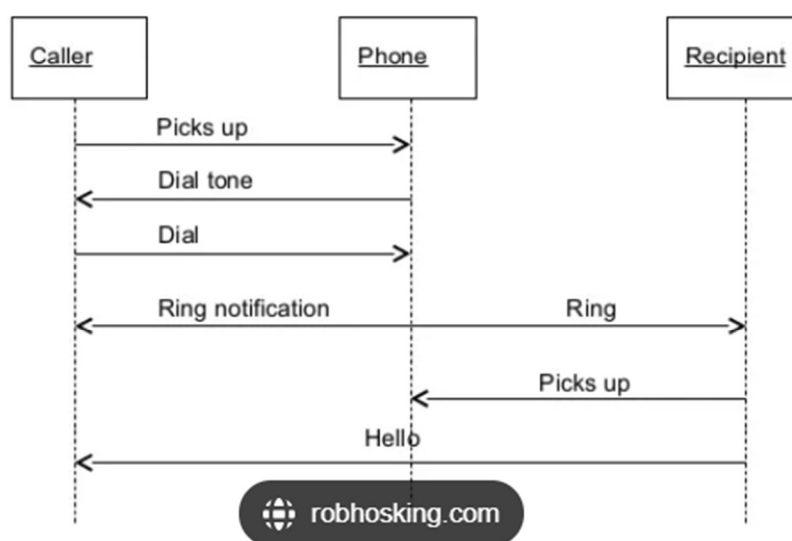 Caller
Phone
Recipient
Picks up
Dial tone
Dial
Ring notification
Ring
Picks up
Hello
robhosking.com